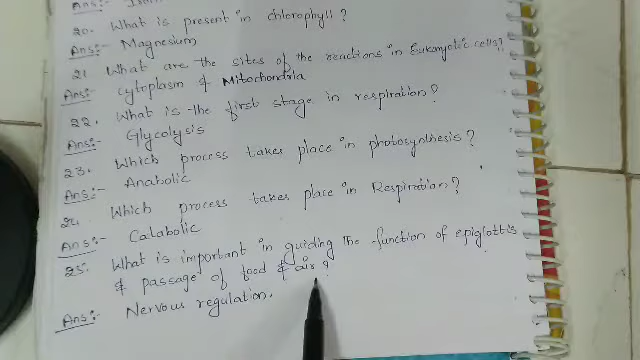 Ans:-
20. What is present in chlorophyll?
Ans:- Magnesium
21. What are the sites of the reactions in Eukaryotic cells?
Ans:- Cytoplasm & Mitochondria
22. What is the first stage in respiration?
Ans:- Glycolysis
23. Which process takes place in photosynthesis?
Ans:- Anabolic
24. Which process takes place in Respiration?
Ans:- Catabolic
25. What is important in guiding the function of epiglottis
& passage of food & air?
Ans:- Nervous regulation.